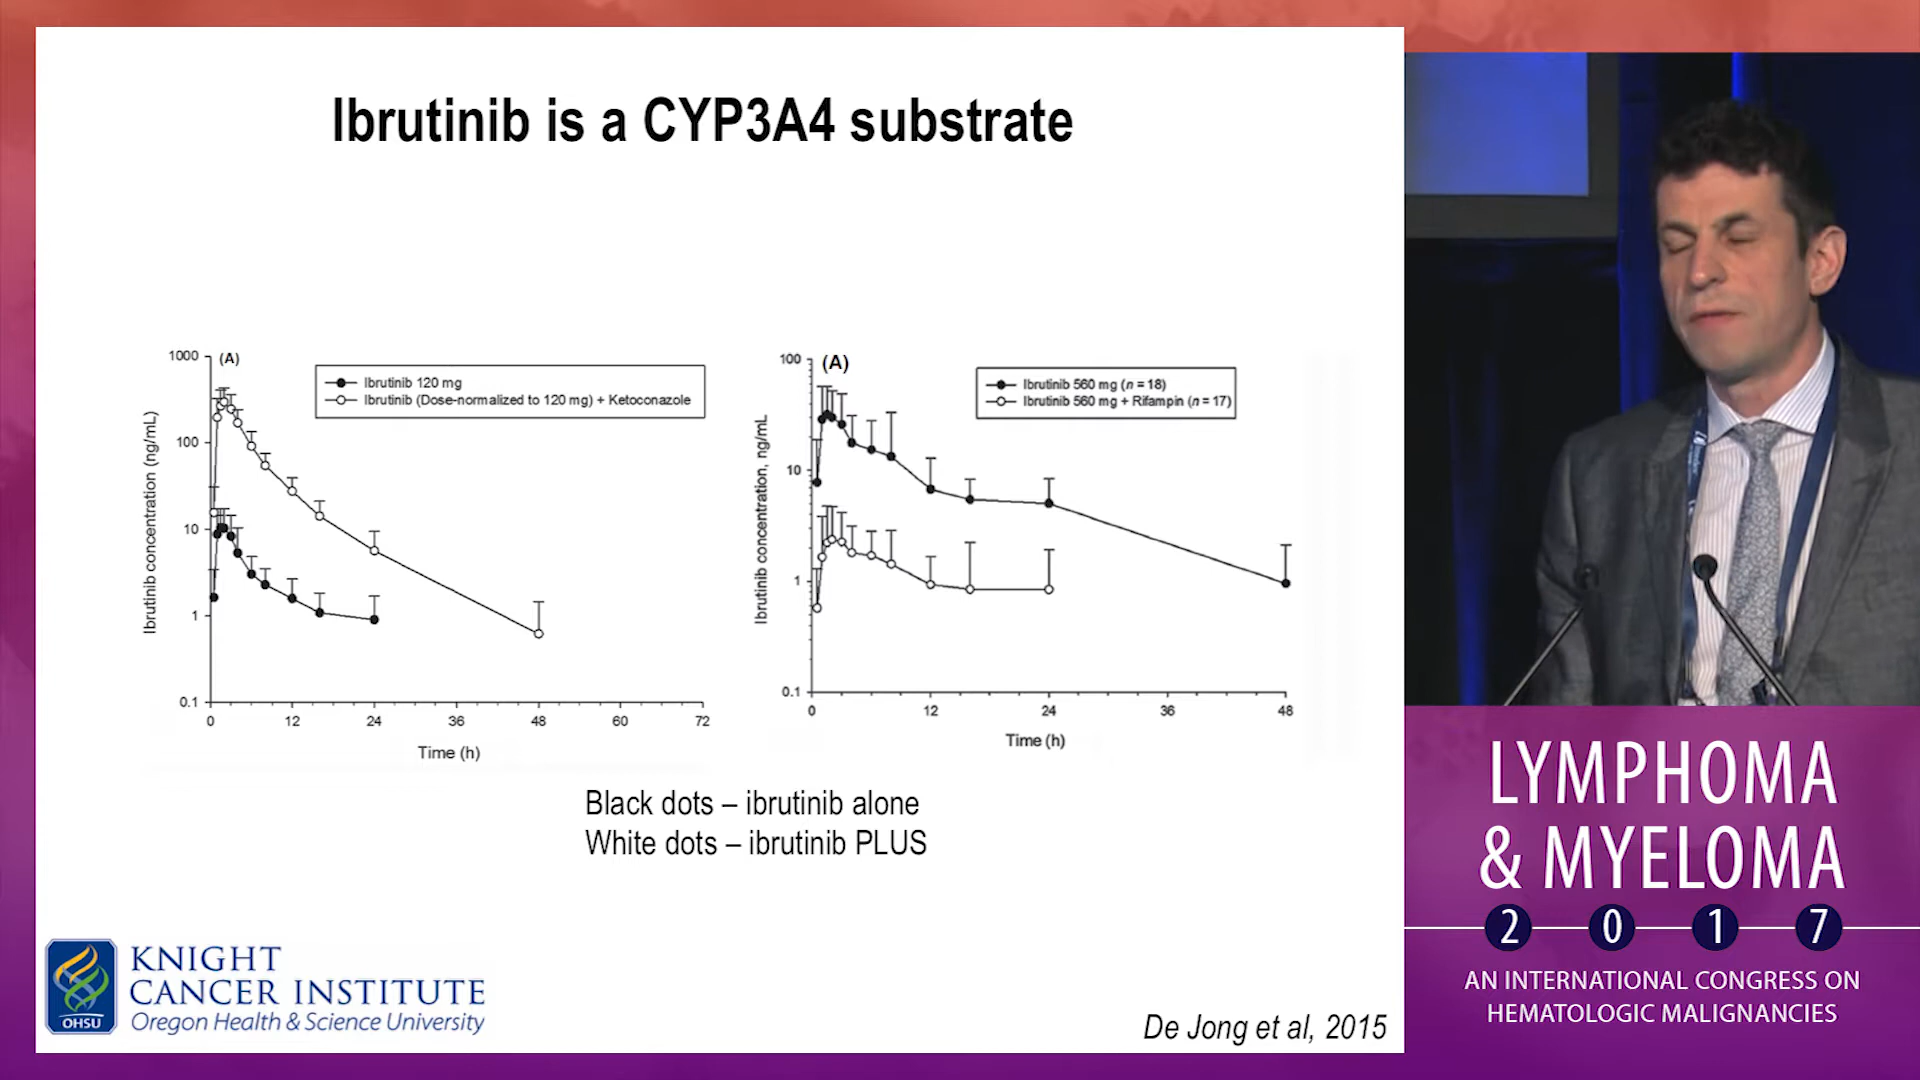 Ibrutinib is a CYP3A4 substrate
(A)
Ibrutinib 120 mg
Ibrutinib (Dose-normalized to 120 mg) + Ketoconazole
Ibrutinib concentration (ng/mL)
1000
100
10
1
0.1
0 12 24 36 48 60 72
Time (h)
(A)
Ibrutinib 560 mg (n = 18)
Ibrutinib 560 mg + Rifampin (n = 17)
Ibrutinib concentration, ng/mL
100
10
1
0.1
0 12 24 36 48
Time (h)
Black dots – ibrutinib alone
White dots – ibrutinib PLUS
OHSU
KNIGHT
CANCER INSTITUTE
Oregon Health & Science University
De Jong et al, 2015
LYMPHOMA
& MYELOMA
2017
AN INTERNATIONAL CONGRESS ON
HEMATOLOGIC MALIGNANCIES